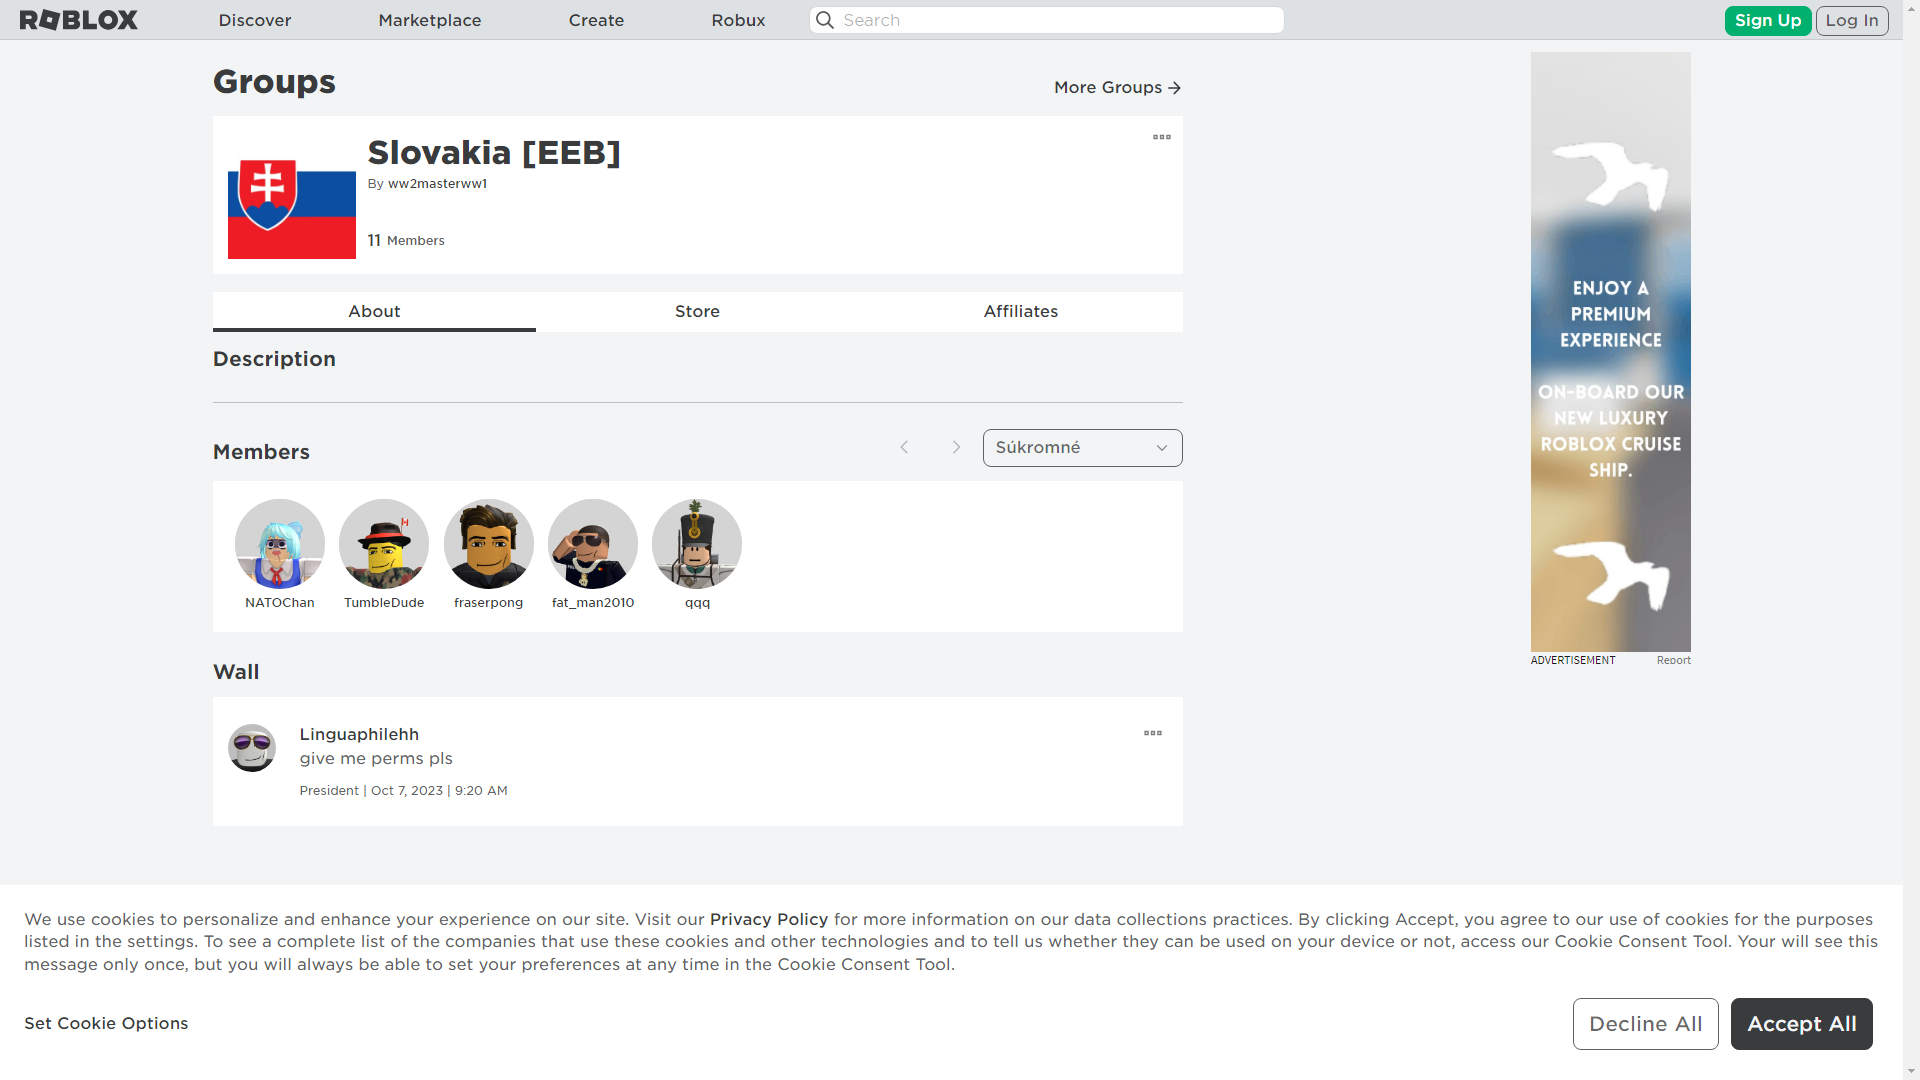 ROBLOX
Discover
Marketplace
Create
Robux
Search
Sign Up
Log In
Groups
More Groups
Slovakia [EEB]
By ww2masterww1
11 Members
About
Store
Affiliates
Description
Members
Súkromné
NATOChan
TumbleDude
fraserpong
fat_man2010
qqq
Wall
Linguaphilehh
give me perms pls
President | Oct 7, 2023 | 9:20 AM
ENJOY A
PREMIUM
EXPERIENCE
ON-BOARD OUR
NEW LUXURY
ROBLOX CRUISE
SHIP.
ADVERTISEMENT
Report
We use cookies to personalize and enhance your experience on our site. Visit our Privacy Policy for more information on our data collections practices. By clicking Accept, you agree to our use of cookies for the purposes
listed in the settings. To see a complete list of the companies that use these cookies and other technologies and to tell us whether they can be used on your device or not, access our Cookie Consent Tool. Your will see this
message only once, but you will always be able to set your preferences at any time in the Cookie Consent Tool.
Set Cookie Options
Decline All
Accept All